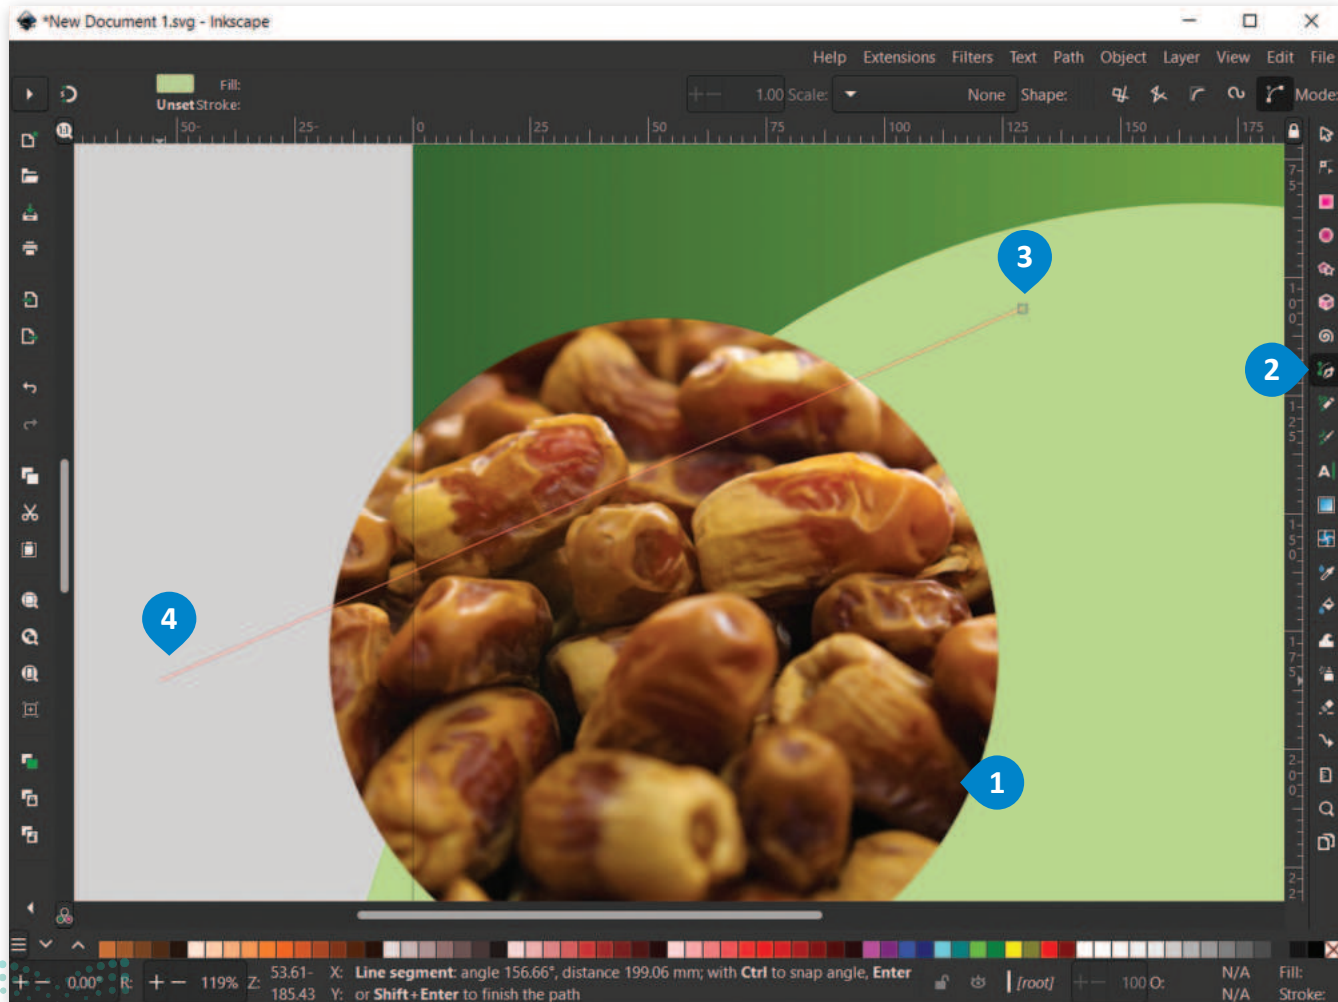 *New Document 1.svg - Inkscape
Help Extensions Filters Text Path Object Layer View Edit File
Fill:
Unset Stroke:
1.00 Scale: None Shape: Mode:
50- 25- 0 25 50 75 100 125 150 175
3
2
4
1
119% Z:
0.00° R:
53.61- X:
185.43 Y:
Line segment: angle 156.66°, distance 199.06 mm; with Ctrl to snap angle, Enter
or Shift+Enter to finish the path
[root]
100 O:
N/A Fill:
N/A Stroke: